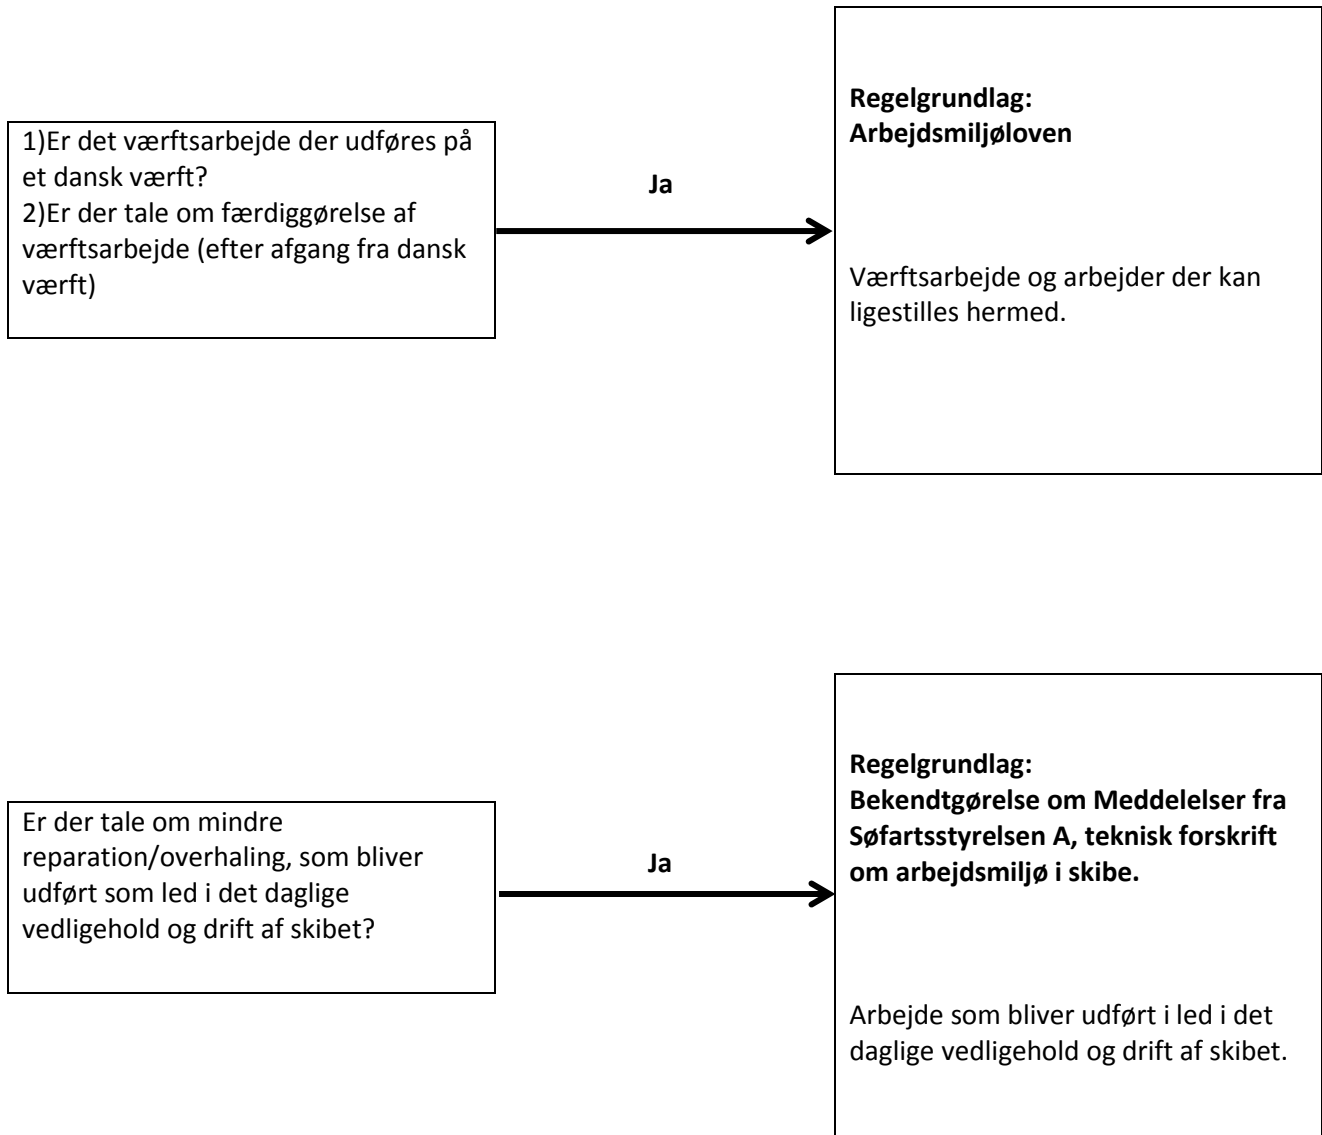 1)Er det værftsarbejde der udføres på
et dansk værft?
2)Er der tale om færdiggørelse af
værftsarbejde (efter afgang fra dansk
værft)
Ja
Regelgrundlag:
Arbejdsmiljøloven
Værftsarbejde og arbejder der kan
ligestilles hermed.
Er der tale om mindre
reparation/overhaling, som bliver
udført som led i det daglige
vedligehold og drift af skibet?
Ja
Regelgrundlag:
Bekendtgørelse om Meddelelser fra
Søfartsstyrelsen A, teknisk forskrift
om arbejdsmiljø i skibe.
Arbejde som bliver udført i led i det
daglige vedligehold og drift af skibet.